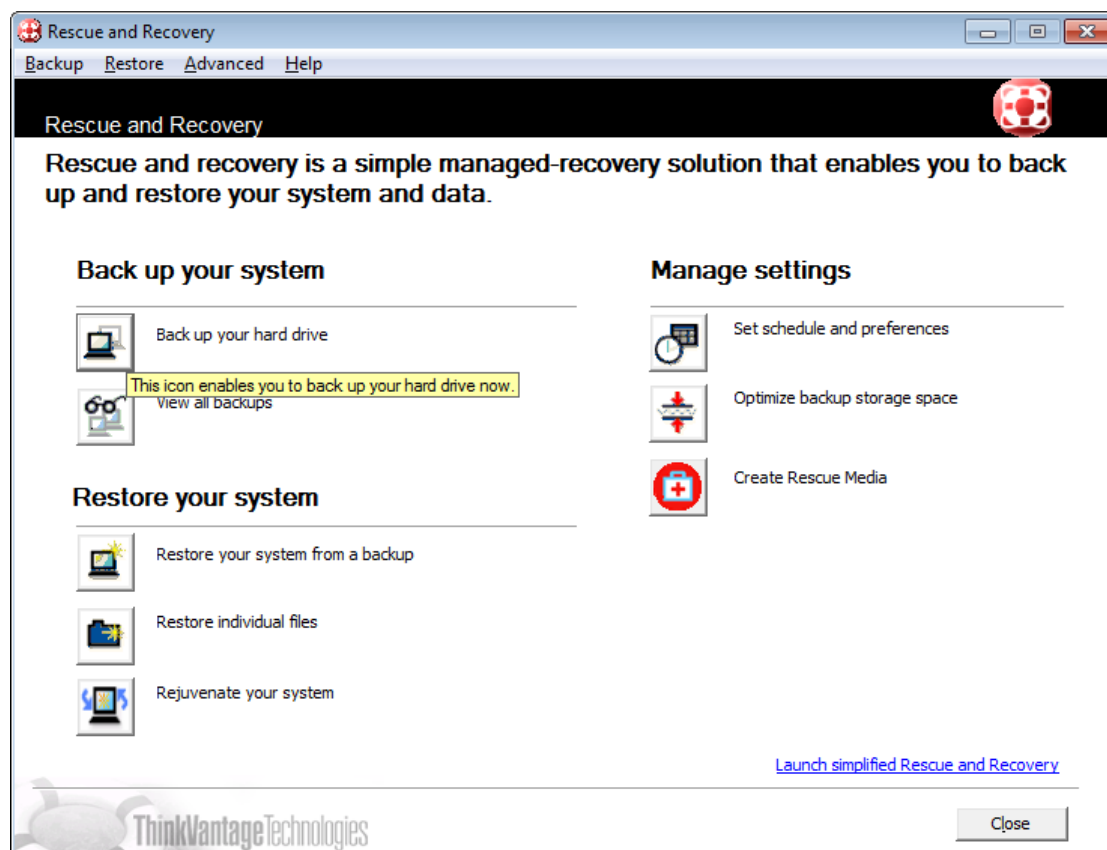 Rescue and Recovery
Backup Restore Advanced Help
Rescue and Recovery
Rescue and recovery is a simple managed-recovery solution that enables you to back
up and restore your system and data.
Back up your system
Back up your hard drive
This icon enables you to back up your hard drive now.
View all backups
Restore your system
Restore your system from a backup
Restore individual files
Rejuvenate your system
Manage settings
Set schedule and preferences
Optimize backup storage space
Create Rescue Media
Launch simplified Rescue and Recovery
ThinkVantage Technologies
Close